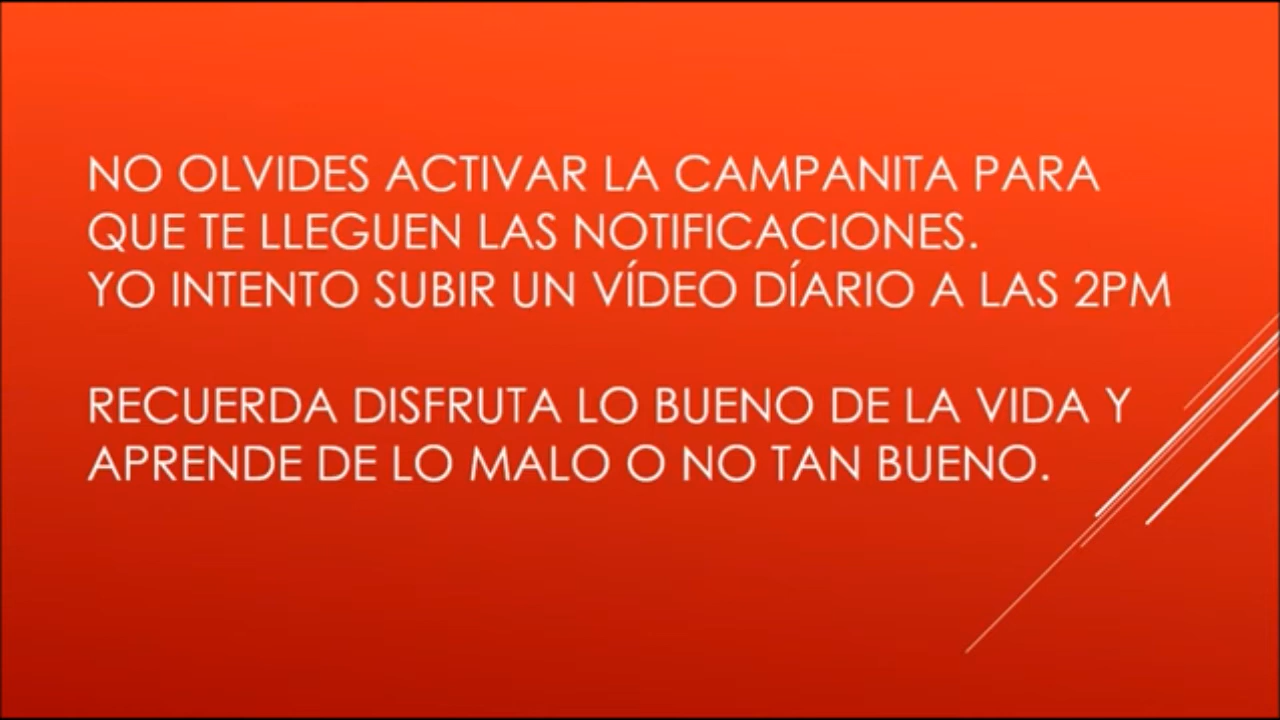 NO OLVIDES ACTIVAR LA CAMPANITA PARA
QUE TE LLEGUEN LAS NOTIFICACIONES.
YO INTENTO SUBIR UN VÍDEO DÍARIO A LAS 2PM
RECUERDA DISFRUTA LO BUENO DE LA VIDA Y
APRENDE DE LO MALO O NO TAN BUENO.